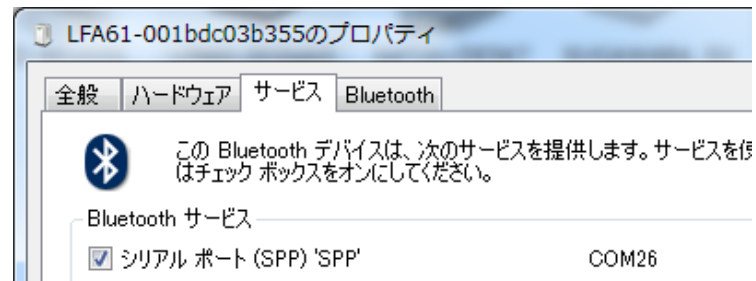 LFA61-001bdc03b355のプロパティ
全般 ハードウェア サービス Bluetooth
この Bluetooth デバイスは、次のサービスを提供します。サービスを使
はチェック ボックスをオンにしてください。
Bluetooth サービス
シリアル ポート (SPP) 'SPP' COM26